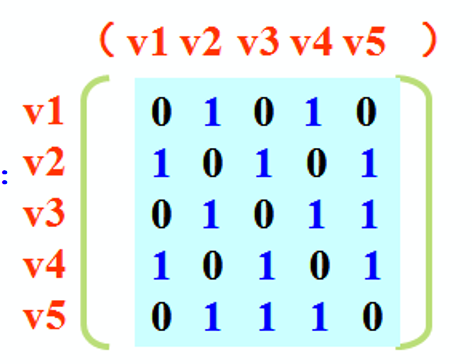 ( v1 v2 v3 v4 v5 )
v1 0 1 0 1 0
: v2 1 0 1 0 1
v3 0 1 0 1 1
v4 1 0 1 0 1
v5 0 1 1 1 0